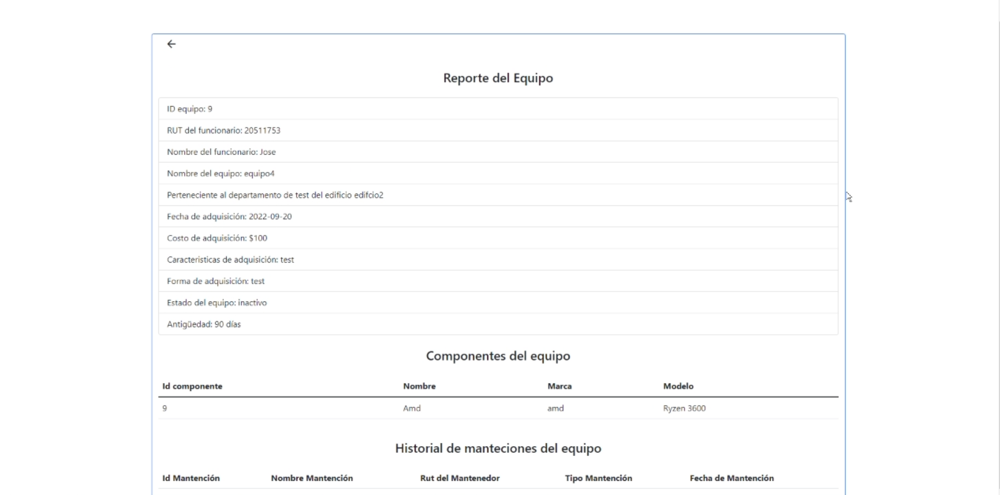 Reporte del Equipo
ID equipo: 9
RUT del funcionario: 20511753
Nombre del funcionario: Jose
Nombre del equipo: equipo4
Perteneciente al departamento de test del edificio edifcio2
Fecha de adquisición: 2022-09-20
Costo de adquisición: $100
Caracteristicas de adquisición: test
Forma de adquisición: test
Estado del equipo: inactivo
Antigüedad: 90 días
Componentes del equipo
Id componente Nombre Marca Modelo
9 Amd amd Ryzen 3600
Historial de manteciones del equipo
Id Mantención Nombre Mantención Rut del Mantenedor Tipo Mantención Fecha de Mantención